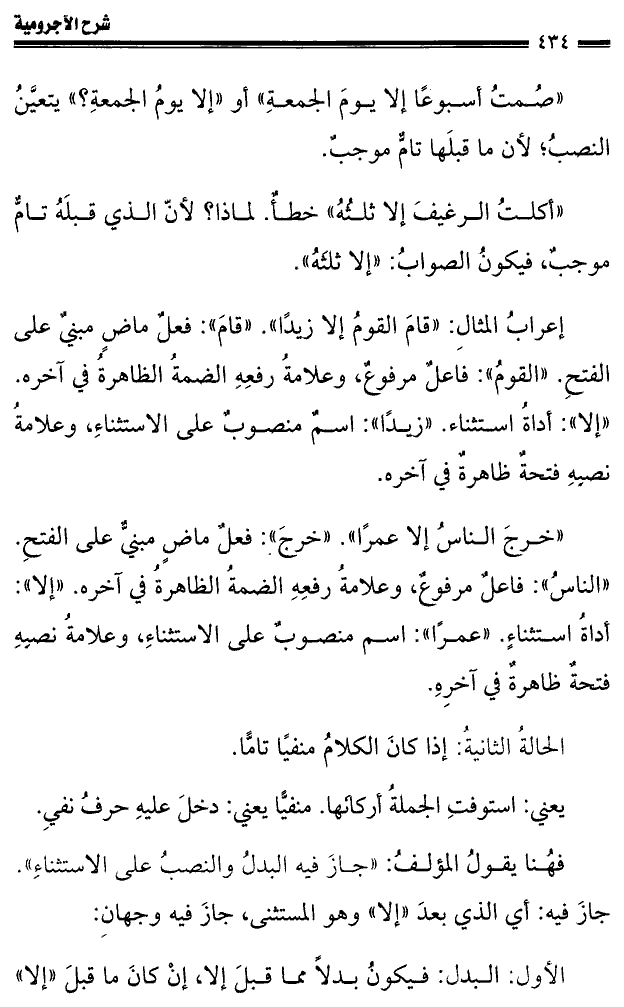 شرح الآجرومية
٤٣٤
«صُمتُ أسبوعًا إلا يومَ الجمعةِ» أو «إلا يومُ الجمعةِ؟» يتعيَّنُ
النصبُ؛ لأن ما قبلَها تامٌّ موجبٌ.
«أكلتُ الرغيفَ إلا ثلثُهُ» خطأٌ. لماذا؟ لأنّ الذي قبلَهُ تامٌّ
موجبٌ، فيكونُ الصوابُ: «إلا ثلثَهُ».
إعرابُ المثالِ: «قامَ القومُ إلا زيدًا». «قامَ»: فعلٌ ماضٍ مبنيٌّ على
الفتحِ. «القومُ»: فاعلٌ مرفوعٌ، وعلامةُ رفعِهِ الضمةُ الظاهرةُ في آخره.
«إلا»: أداةُ استثناء. «زيدًا»: اسمٌ منصوبٌ على الاستثناءِ، وعلامةُ
نصبِهِ فتحةٌ ظاهرةٌ في آخره.
«خرجَ الناسُ إلا عمرًا». «خرجَ»: فعلٌ ماضٍ مبنيٌّ على الفتحِ.
«الناسُ»: فاعلٌ مرفوعٌ، وعلامةُ رفعِهِ الضمةُ الظاهرةُ في آخره. «إلا»:
أداةُ استثناءٍ. «عمرًا»: اسم منصوبٌ على الاستثناءِ، وعلامةُ نصبِهِ
فتحةٌ ظاهرةٌ في آخرِهِ.
الحالةُ الثانيةُ: إذا كانَ الكلامُ منفيًا تامًّا.
يعني: استوفتِ الجملةُ أركانَها. منفيًّا يعني: دخلَ عليهِ حرفُ نفيٍ.
فهُنا يقولُ المؤلفُ: «جازَ فيه البدلُ والنصبُ على الاستثناءِ».
جازَ فيه: أي الذي بعدَ «إلا» وهو المستثنى، جازَ فيه وجهانِ:
الأول: البدل: فيكونُ بدلاً مما قبلَ إلا، إنْ كانَ ما قبلَ «إلا»